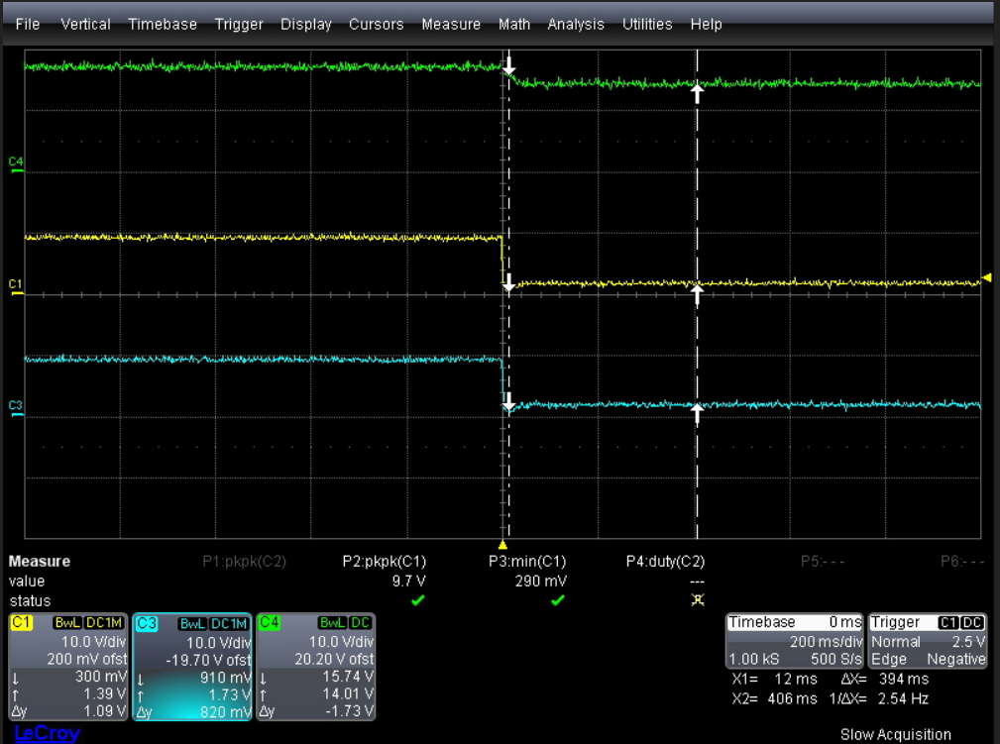 File Vertical Timebase Trigger Display Cursors Measure Math Analysis Utilities Help
C4
C1
C3
Measure P1:pkpk(C2) P2:pkpk(C1) P3:min(C1) P4:duty(C2) P5:--- P6:---
value 9.7 V 290 mV ---
status
C1 BwL DC1M C3 BwL DC1M C4 BwL DC Timebase 0 ms Trigger C1 DC
10.0 V/div 10.0 V/div 10.0 V/div 200 ms/div Normal 2.5 V
200 mV ofst -19.70 V ofst 20.20 V ofst 1.00 kS 500 S/s Edge Negative
↓ 300 mV ↓ 910 mV ↓ 15.74 V X1= 12 ms ΔX= 394 ms
↑ 1.39 V ↑ 1.73 V ↑ 14.01 V X2= 406 ms 1/ΔX= 2.54 Hz
Δy 1.09 V Δy 820 mV Δy -1.73 V
LeCroy Slow Acquisition